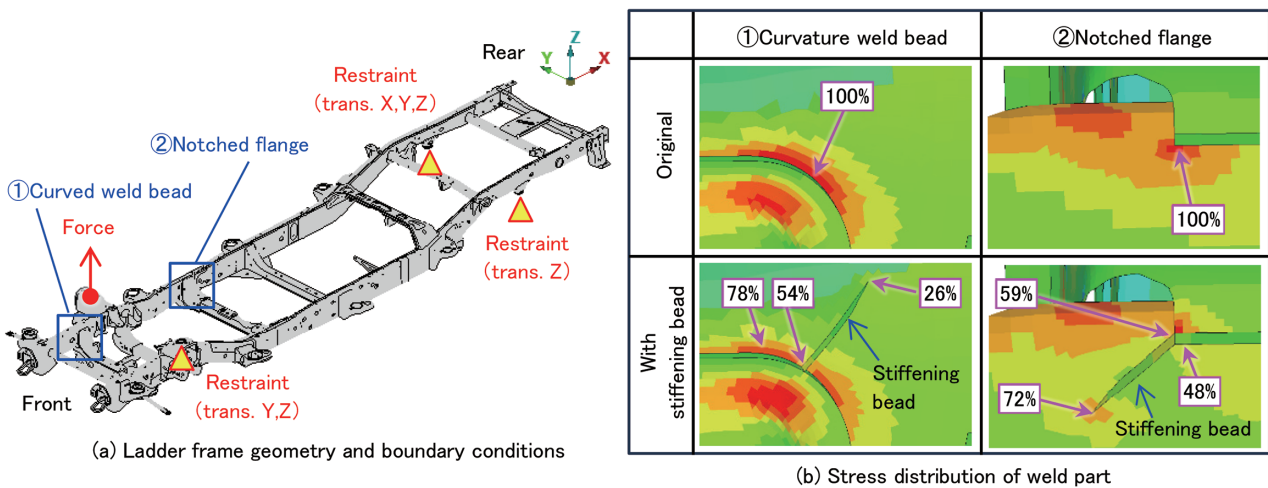 Rear
Z
Y
X
Restraint
(trans. X,Y,Z)
②Notched flange
①Curved weld bead
Force
Restraint
(trans. Z)
Restraint
(trans. Y,Z)
Front
(a) Ladder frame geometry and boundary conditions
①Curvature weld bead
②Notched flange
Original
100%
100%
With
stiffening bead
78%
54%
26%
Stiffening
bead
59%
72%
48%
Stiffening bead
(b) Stress distribution of weld part